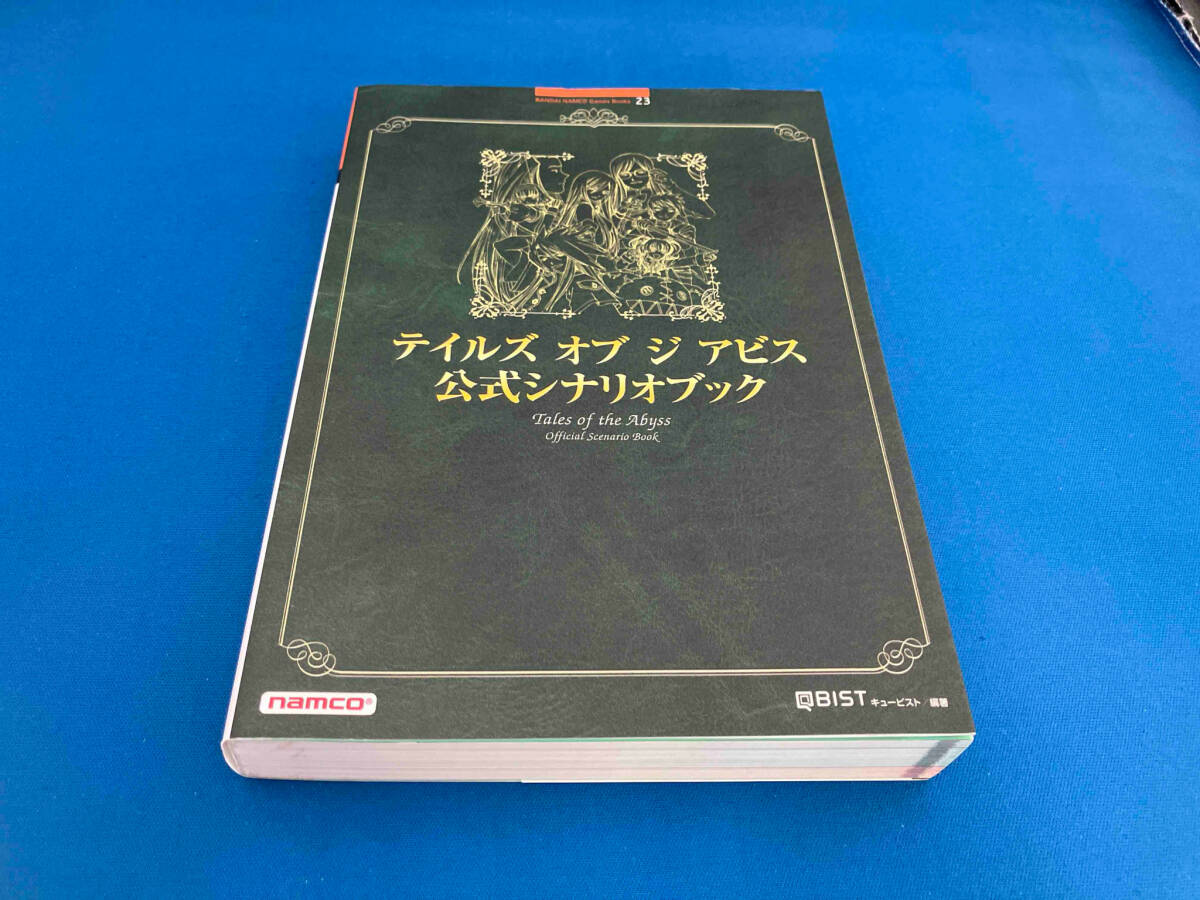 BANDAI NAMCO Games Books 23
テイルズ オブ ジ アビス
公式シナリオブック
Tales of the Abyss
Official Scenario Book
namco®
QBIST キュービスト/編著